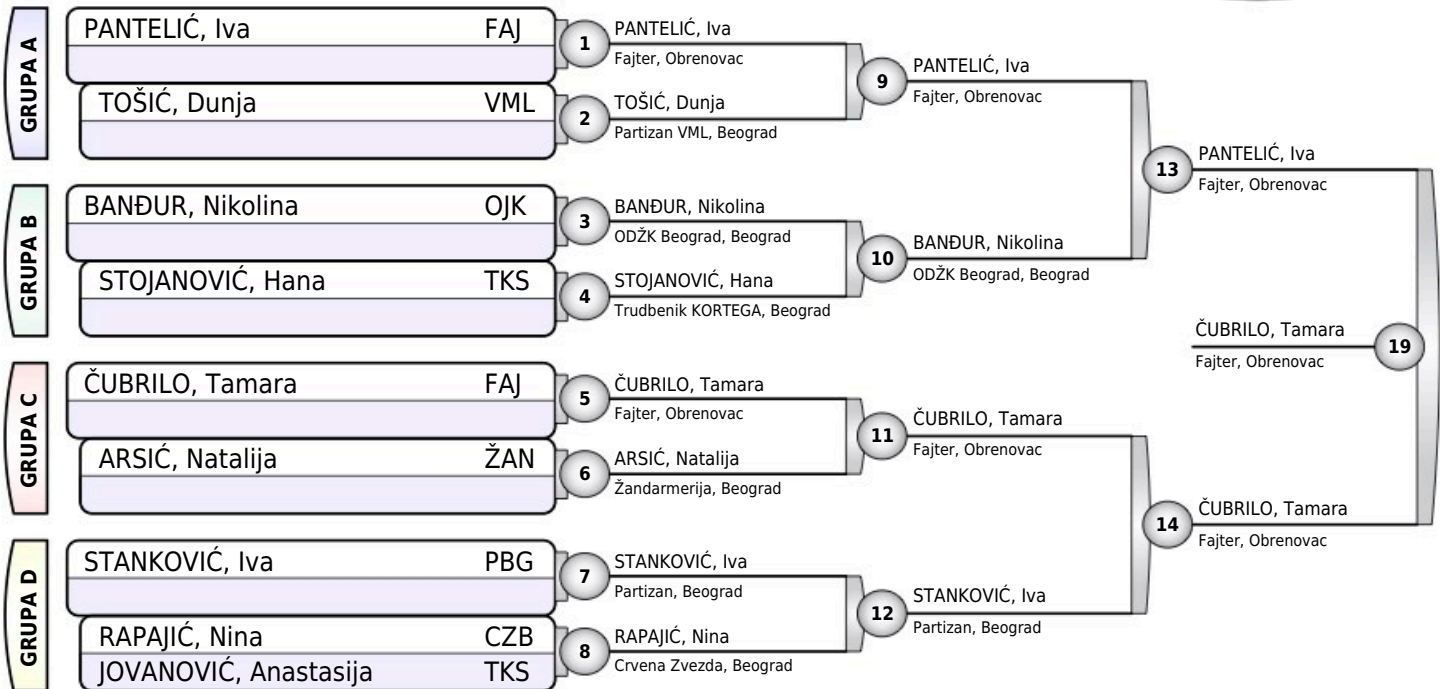 GRUPA A
PANTELIĆ, Iva FAJ
TOŠIĆ, Dunja VML
1
PANTELIĆ, Iva
Fajter, Obrenovac
2
TOŠIĆ, Dunja
Partizan VML, Beograd
9
PANTELIĆ, Iva
Fajter, Obrenovac
GRUPA B
BANĐUR, Nikolina OJK
STOJANOVIĆ, Hana TKS
3
BANĐUR, Nikolina
ODŽK Beograd, Beograd
4
STOJANOVIĆ, Hana
Trudbenik KORTEGA, Beograd
10
BANĐUR, Nikolina
ODŽK Beograd, Beograd
13
PANTELIĆ, Iva
Fajter, Obrenovac
GRUPA C
ČUBRILO, Tamara FAJ
ARSIĆ, Natalija ŽAN
5
ČUBRILO, Tamara
Fajter, Obrenovac
6
ARSIĆ, Natalija
Žandarmerija, Beograd
11
ČUBRILO, Tamara
Fajter, Obrenovac
GRUPA D
STANKOVIĆ, Iva PBG
RAPAJIĆ, Nina CZB
JOVANOVIĆ, Anastasija TKS
7
STANKOVIĆ, Iva
Partizan, Beograd
8
RAPAJIĆ, Nina
Crvena Zvezda, Beograd
12
STANKOVIĆ, Iva
Partizan, Beograd
14
ČUBRILO, Tamara
Fajter, Obrenovac
ČUBRILO, Tamara
Fajter, Obrenovac
19